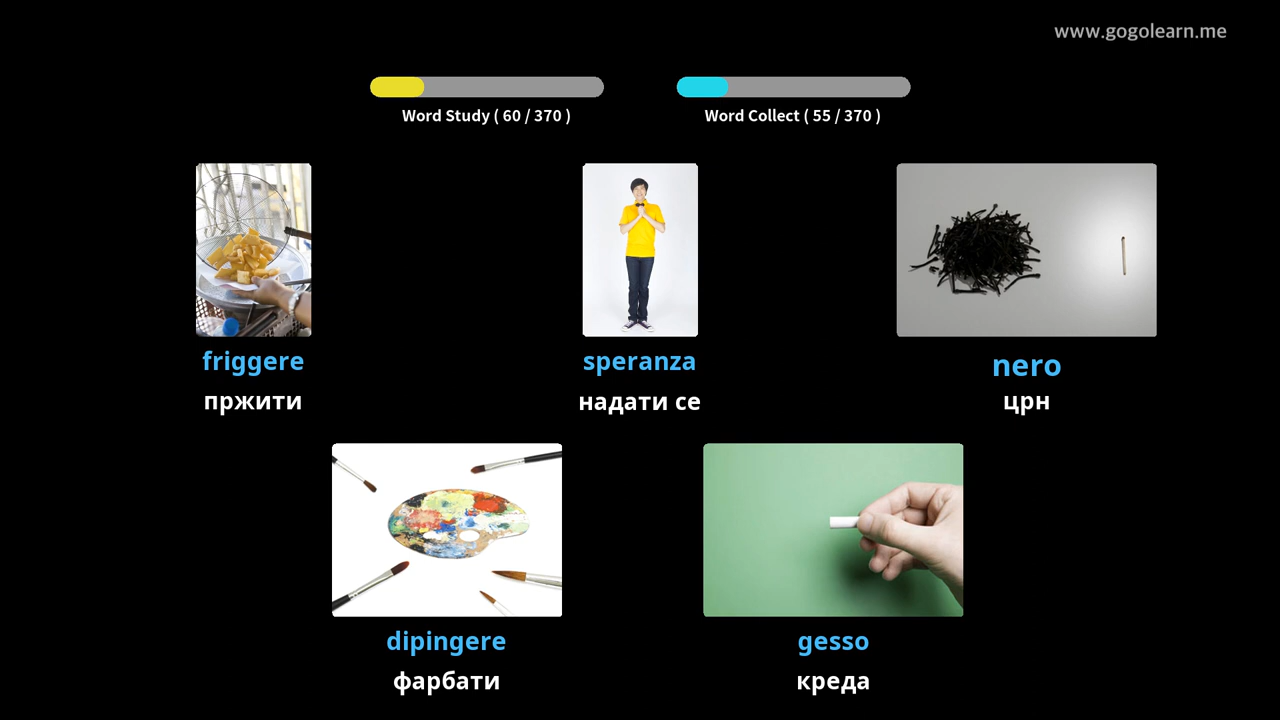 www.gogolearn.me
Word Study ( 60 / 370 )
Word Collect ( 55 / 370 )
friggere
пржити
speranza
надати се
nero
црн
dipingere
фарбати
gesso
креда